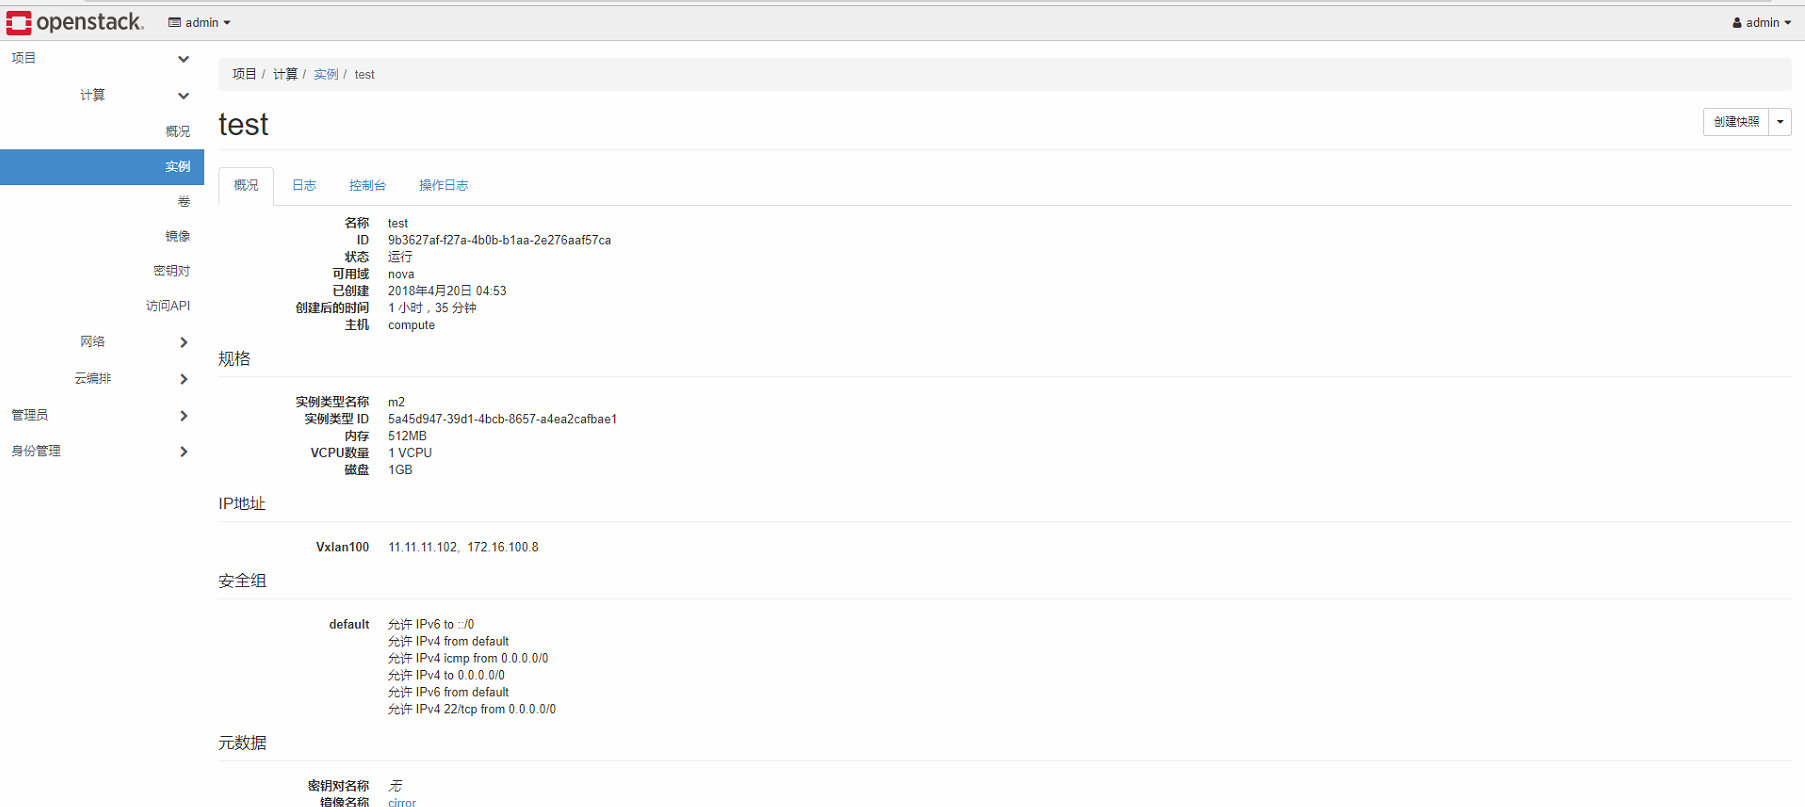 openstack. admin admin
项目
计算
概况
实例
卷
镜像
密钥对
访问API
网络
云编排
管理员
身份管理
项目 / 计算 / 实例 / test
test
创建快照
概况 日志 控制台 操作日志
名称 test
ID 9b3627af-f27a-4b0b-b1aa-2e276aaf57ca
状态 运行
可用域 nova
已创建 2018年4月20日 04:53
创建后的时间 1 小时，35 分钟
主机 compute
规格
实例类型名称 m2
实例类型 ID 5a45d947-39d1-4bcb-8657-a4ea2cafbae1
内存 512MB
VCPU数量 1 VCPU
磁盘 1GB
IP地址
Vxlan100 11.11.11.102, 172.16.100.8
安全组
default 允许 IPv6 to ::/0
允许 IPv4 from default
允许 IPv4 icmp from 0.0.0.0/0
允许 IPv4 to 0.0.0.0/0
允许 IPv6 from default
允许 IPv4 22/tcp from 0.0.0.0/0
元数据
密钥对名称 无
镜像名称 cirror